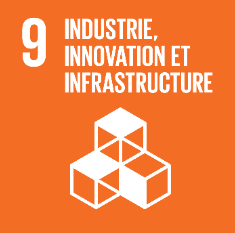 9 INDUSTRIE,
INNOVATION ET
INFRASTRUCTURE